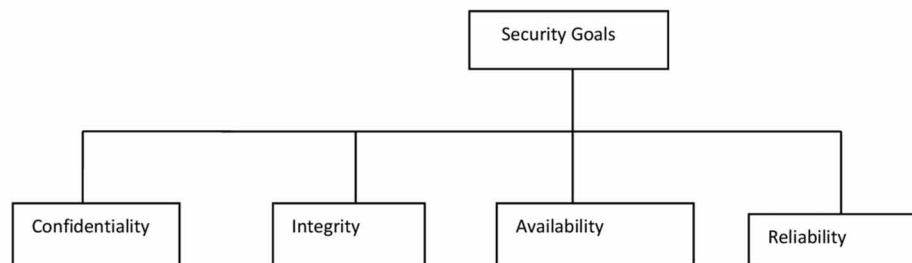 Security Goals
Confidentiality
Integrity
Availability
Reliability